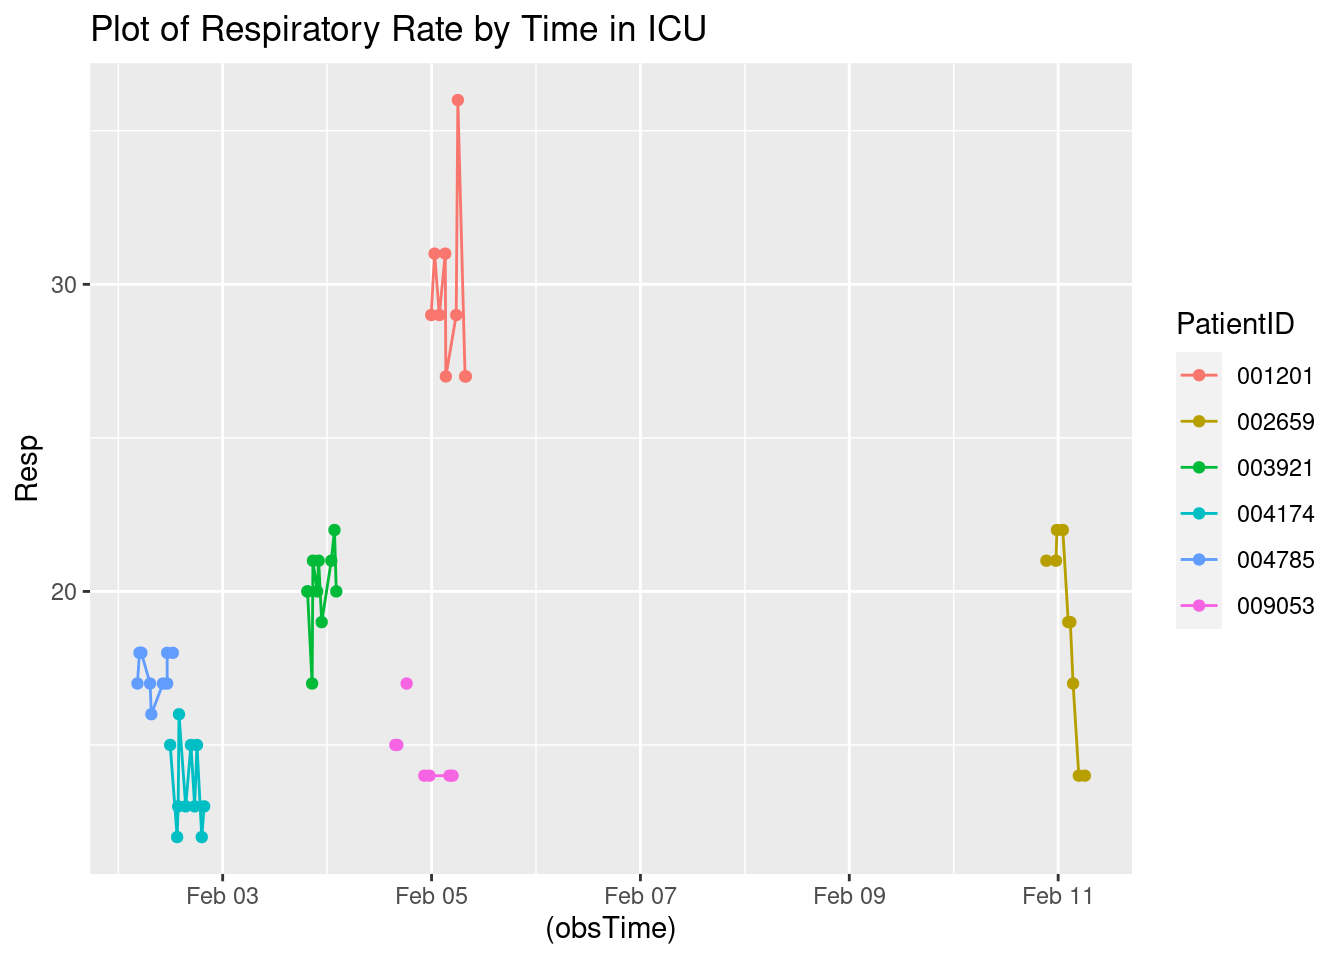 Plot of Respiratory Rate by Time in ICU
30
20
Resp
Feb 03
Feb 05
Feb 07
Feb 09
Feb 11
(obsTime)
PatientID
001201
002659
003921
004174
004785
009053